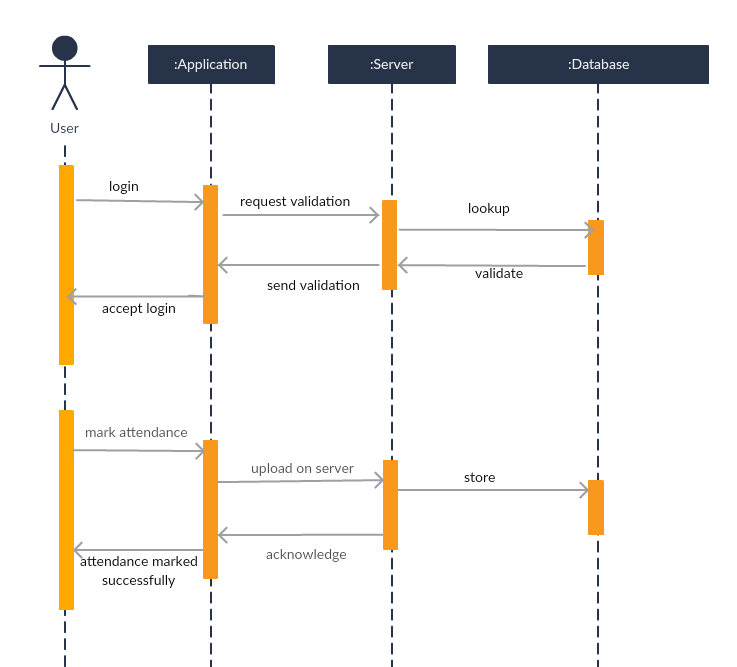 :Application
:Server
:Database
User
login
request validation
lookup
validate
send validation
accept login
mark attendance
upload on server
store
acknowledge
attendance marked
successfully